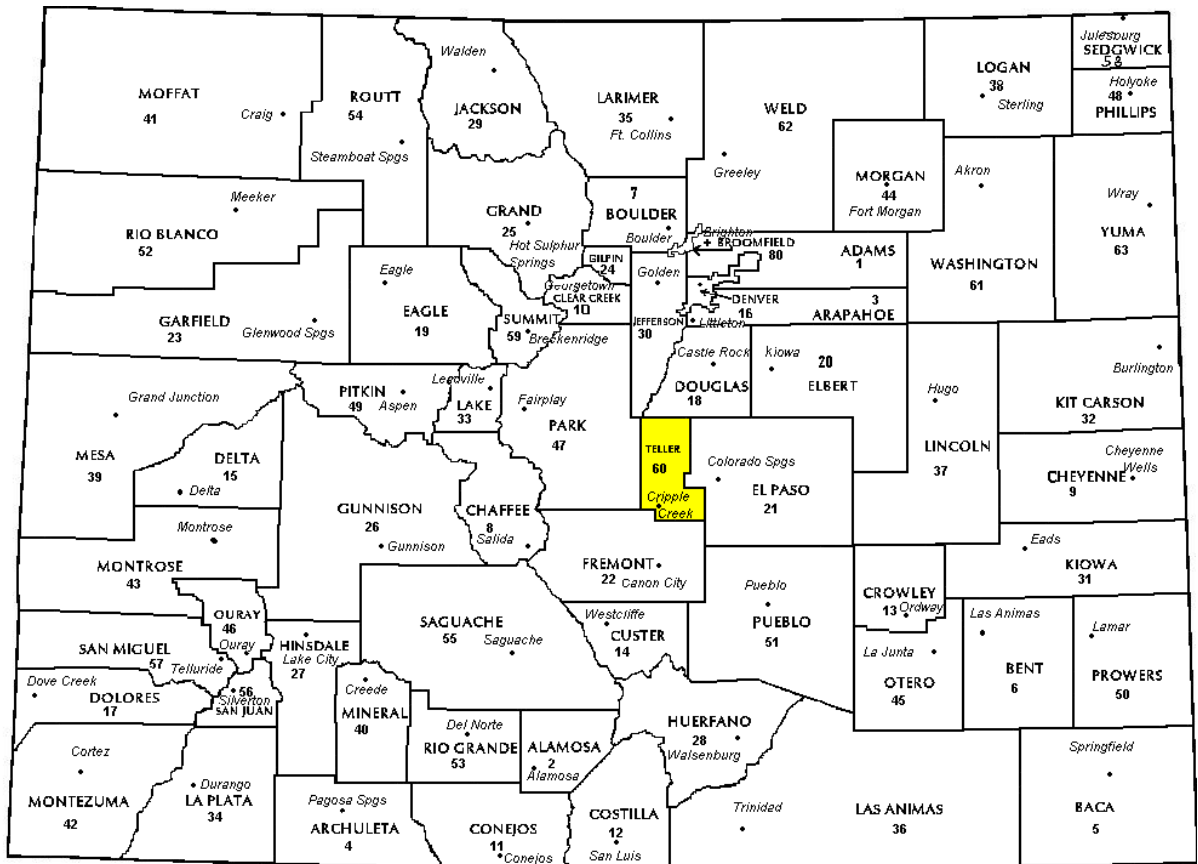 Julesburg
SEDGWICK
58
Walden
LOGAN
38
Sterling
Holyoke
48
PHILLIPS
MOFFAT
41
Craig
ROUTT
54
Steamboat Spgs
JACKSON
29
LARIMER
35
Ft. Collins
WELD
62
Greeley
MORGAN
44
Fort Morgan
Akron
WASHINGTON
61
Wray
YUMA
63
Meeker
RIO BLANCO
52
GRAND
25
Hot Sulphur
Springs
7
BOULDER
Boulder
Brighton
+ BROOMFIELD
80
ADAMS
1
GILPIN
24
Golden
Georgetown
CLEAR CREEK
10
DENVER
16
3
ARAPAHOE
Littleton
JEFFERSON
30
Eagle
EAGLE
19
SUMMIT
59
Breckenridge
GARFIELD
23
Glenwood Spgs
Castle Rock
DOUGLAS
18
Kiowa
20
ELBERT
Hugo
LINCOLN
37
Burlington
KIT CARSON
32
Grand Junction
MESA
39
PITKIN
49
Aspen
Leadville
LAKE
33
Fairplay
PARK
47
TELLER
60
Cripple
Creek
Colorado Spgs
EL PASO
21
Cheyenne
Wells
CHEYENNE
9
DELTA
15
Delta
GUNNISON
26
Gunnison
CHAFFEE
8
Salida
Montrose
MONTROSE
43
FREMONT
22
Canon City
Pueblo
PUEBLO
51
CROWLEY
13
Ordway
Eads
KIOWA
31
OURAY
46
Ouray
SAN MIGUEL
57
Telluride
HINSDALE
Lake City
27
SAGUACHE
55
Saguache
Westcliffe
CUSTER
14
La Junta
OTERO
45
Las Animas
BENT
6
Lamar
PROWERS
50
Dove Creek
DOLORES
17
56
Silverton
SAN JUAN
Creede
MINERAL
40
Del Norte
RIO GRANDE
53
ALAMOSA
2
Alamosa
HUERFANO
28
Walsenburg
Cortez
MONTEZUMA
42
Durango
LA PLATA
34
Pagosa Spgs
ARCHULETA
4
CONEJOS
11
Conejos
COSTILLA
12
San Luis
Trinidad
LAS ANIMAS
36
Springfield
BACA
5